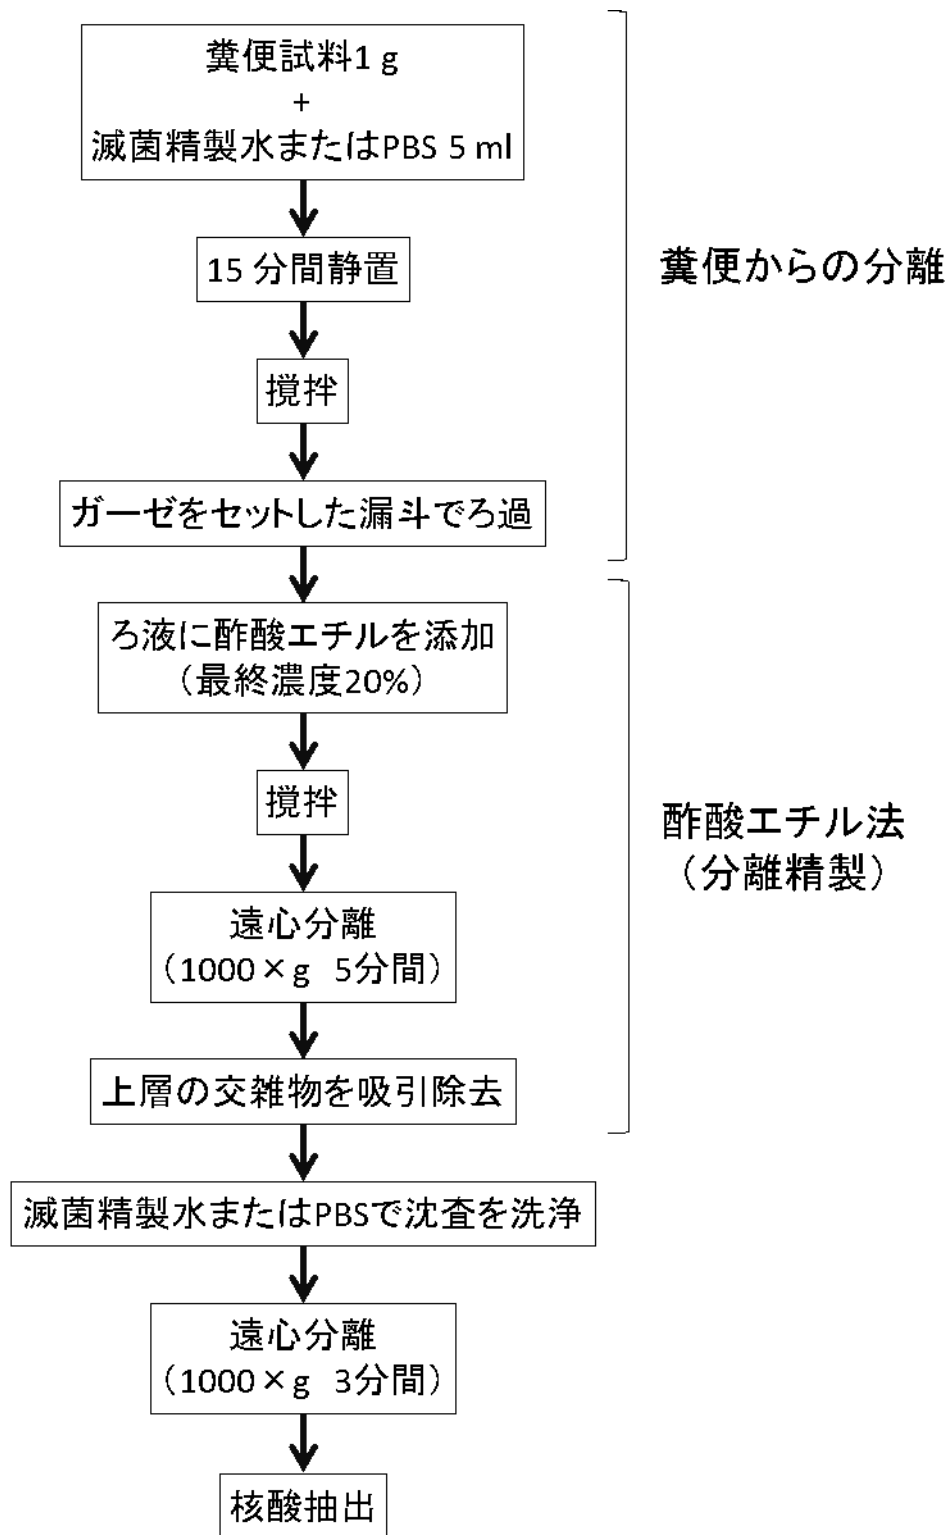 糞便試料1 g
+
滅菌精製水またはPBS 5 ml
15 分間静置
攪拌
ガーゼをセットした漏斗でろ過
糞便からの分離
ろ液に酢酸エチルを添加
（最終濃度20%）
攪拌
遠心分離
（1000×g 5分間）
上層の交雑物を吸引除去
酢酸エチル法
（分離精製）
滅菌精製水またはPBSで沈査を洗浄
遠心分離
（1000×g 3分間）
核酸抽出